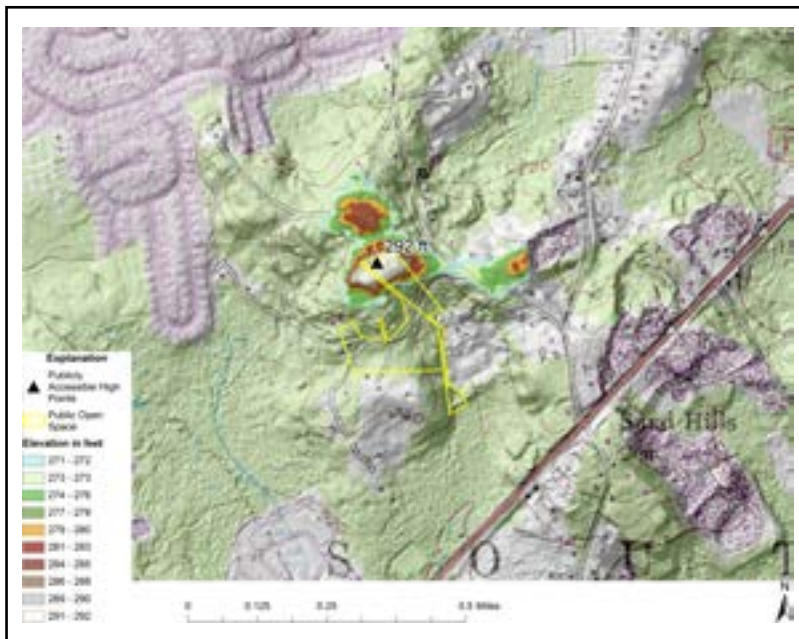 292 ft
Sand Hills
S O U T
Explanation
Publicly
Accessible High
Points
Public Open
Space
Elevation in feet
271 - 272
273 - 273
274 - 276
277 - 278
279 - 280
281 - 283
284 - 285
286 - 288
289 - 290
291 - 292
0 0.125 0.25 0.5 Miles
N